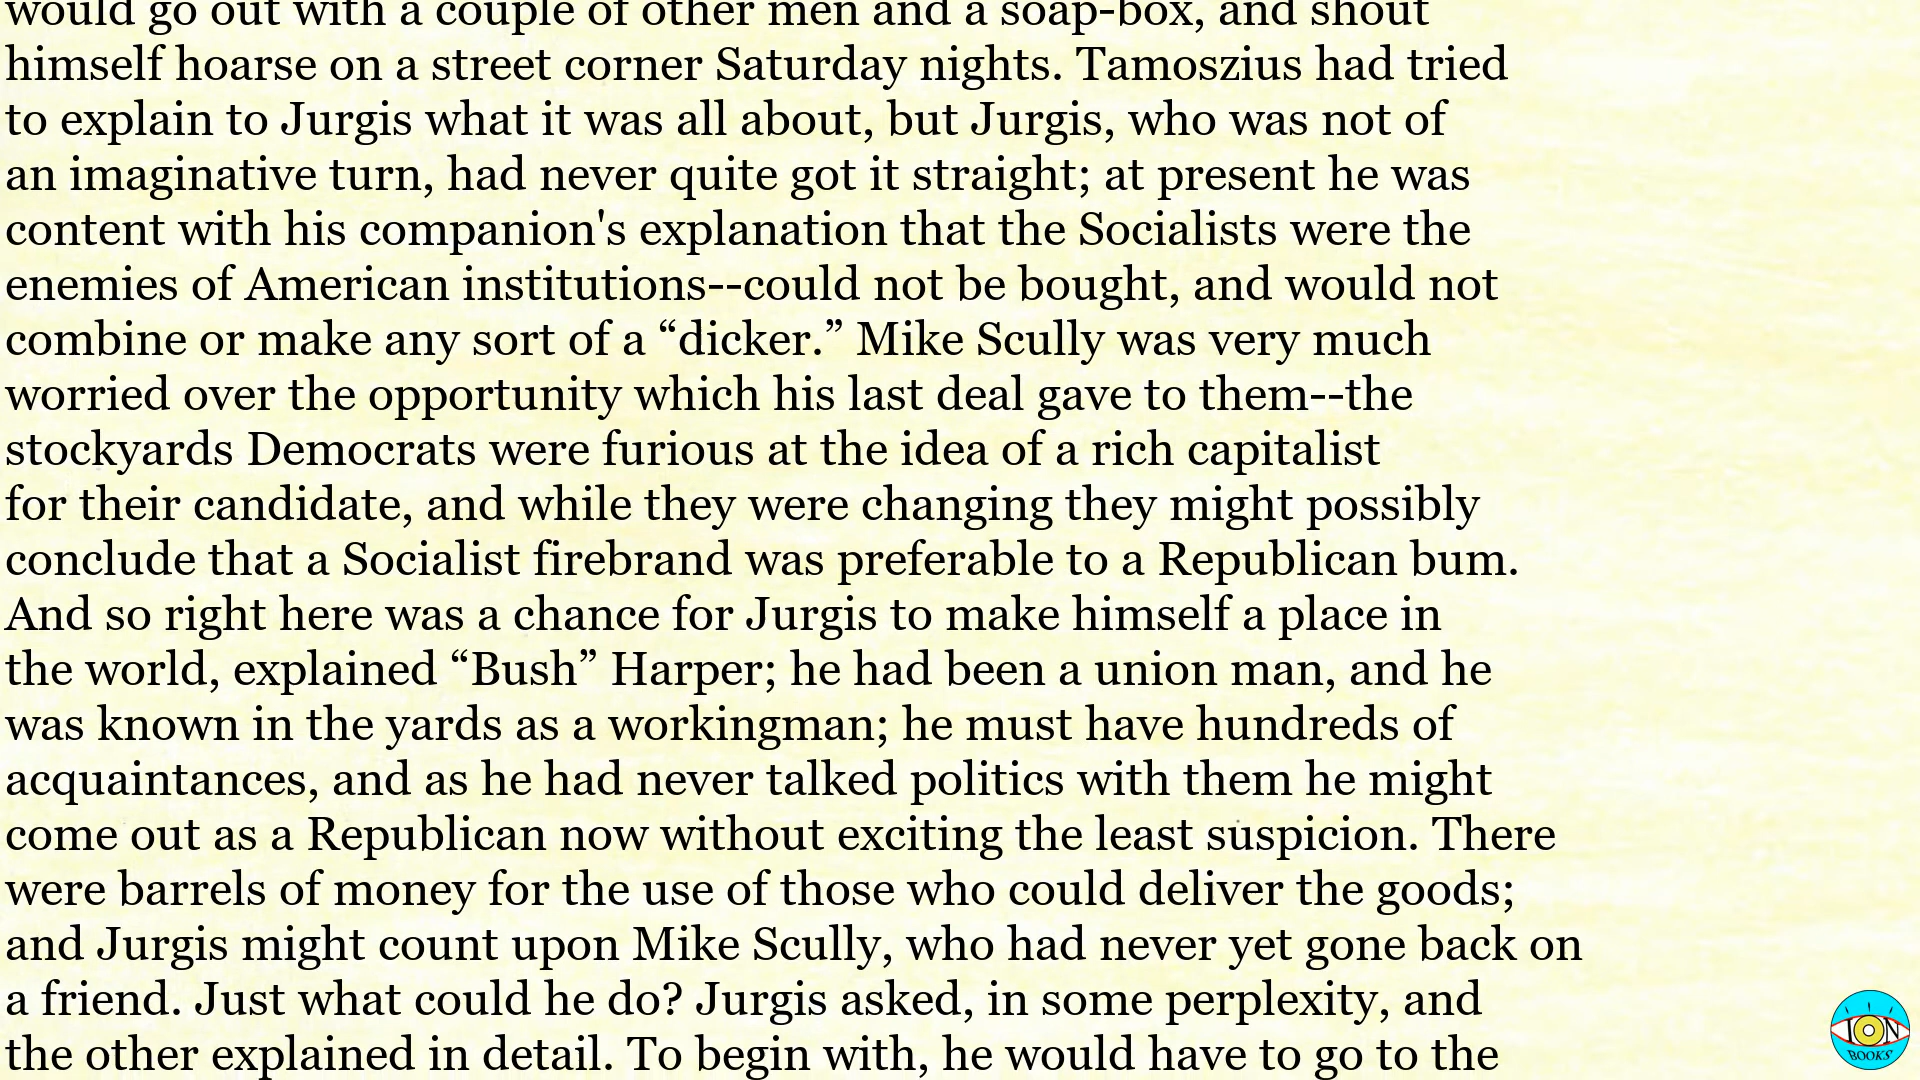 would go out with a couple of other men and a soap-box, and shout
himself hoarse on a street corner Saturday nights. Tamoszius had tried
to explain to Jurgis what it was all about, but Jurgis, who was not of
an imaginative turn, had never quite got it straight; at present he was
content with his companion's explanation that the Socialists were the
enemies of American institutions--could not be bought, and would not
combine or make any sort of a “dicker.” Mike Scully was very much
worried over the opportunity which his last deal gave to them--the
stockyards Democrats were furious at the idea of a rich capitalist
for their candidate, and while they were changing they might possibly
conclude that a Socialist firebrand was preferable to a Republican bum.
And so right here was a chance for Jurgis to make himself a place in
the world, explained “Bush” Harper; he had been a union man, and he
was known in the yards as a workingman; he must have hundreds of
acquaintances, and as he had never talked politics with them he might
come out as a Republican now without exciting the least suspicion. There
were barrels of money for the use of those who could deliver the goods;
and Jurgis might count upon Mike Scully, who had never yet gone back on
a friend. Just what could he do? Jurgis asked, in some perplexity, and
the other explained in detail. To begin with, he would have to go to the
ION
BOOKS